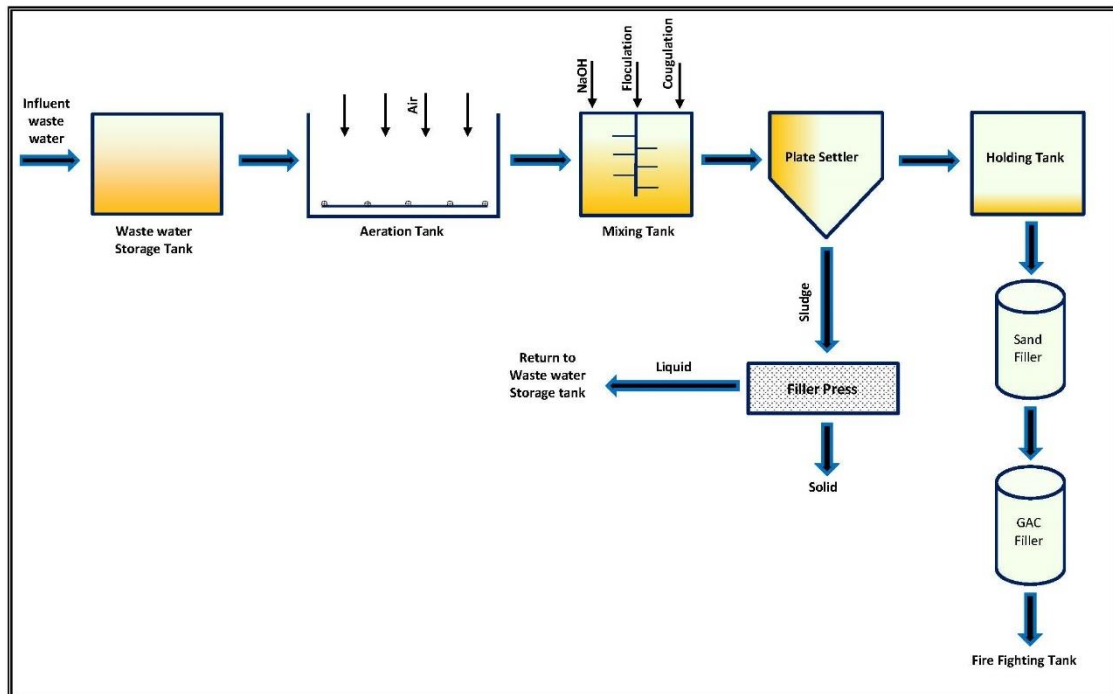 Influent
waste
water
Waste water
Storage Tank
Air
Aeration Tank
NaOH
Floculation
Cougulation
Mixing Tank
Plate Settler
Holding Tank
Sludge
Sand
Filler
Return to
Waste water
Storage tank
Liquid
Filler Press
Solid
GAC
Filler
Fire Fighting Tank